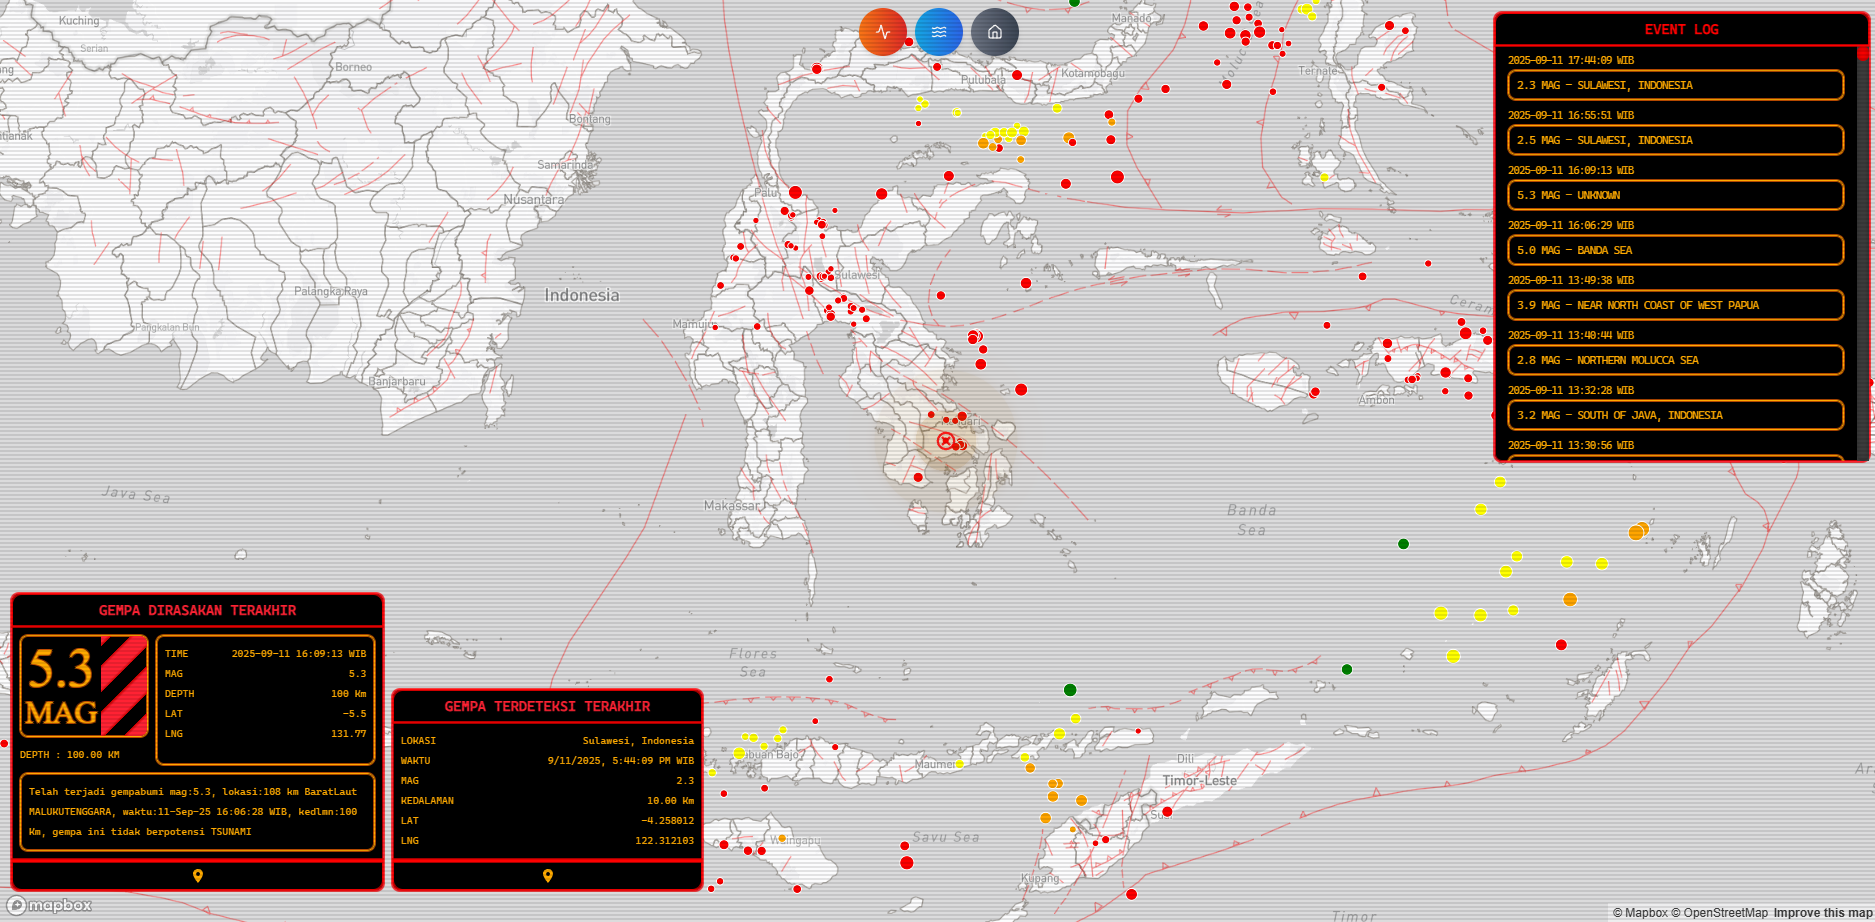 Kuching
Serian
Borneo
Bontang
Samarinda
Nusantara
Palangka Raya
Pangkalan Bun
Banjarbaru
Indonesia
Java Sea
Manado
Kotamobagu
Pulubala
Ternate
Palu
Sulawesi
Mamuju
Makassar
Ambon
Banda
Sea
Flores
Sea
Maumere
Dili
Timor-Leste
Savu Sea
Waingapu
Kupang
Timor
EVENT LOG
2025-09-11 17:44:09 WIB
2.3 MAG - SULAWESI, INDONESIA
2025-09-11 16:55:51 WIB
2.5 MAG - SULAWESI, INDONESIA
2025-09-11 16:09:13 WIB
5.3 MAG - UNKNOWN
2025-09-11 16:06:29 WIB
5.0 MAG - BANDA SEA
2025-09-11 13:49:38 WIB
3.9 MAG - NEAR NORTH COAST OF WEST PAPUA
2025-09-11 13:40:44 WIB
2.8 MAG - NORTHERN MOLUCCA SEA
2025-09-11 13:32:28 WIB
3.2 MAG - SOUTH OF JAVA, INDONESIA
2025-09-11 13:30:56 WIB
GEMPA DIRASAKAN TERAKHIR
5.3
MAG
DEPTH : 100.00 KM
TIME 2025-09-11 16:09:13 WIB
MAG 5.3
DEPTH 100 Km
LAT -5.5
LNG 131.77
Telah terjadi gempabumi mag:5.3, lokasi:108 km BaratLaut
MALUKUTENGGARA, waktu:11-Sep-25 16:06:28 WIB, kedlmn:100
Km, gempa ini tidak berpotensi TSUNAMI
GEMPA TERDETEKSI TERAKHIR
LOKASI Sulawesi, Indonesia
WAKTU 9/11/2025, 5:44:09 PM WIB
MAG 2.3
KEDALAMAN 10.00 Km
LAT -4.258012
LNG 122.312103
mapbox
© Mapbox © OpenStreetMap Improve this map